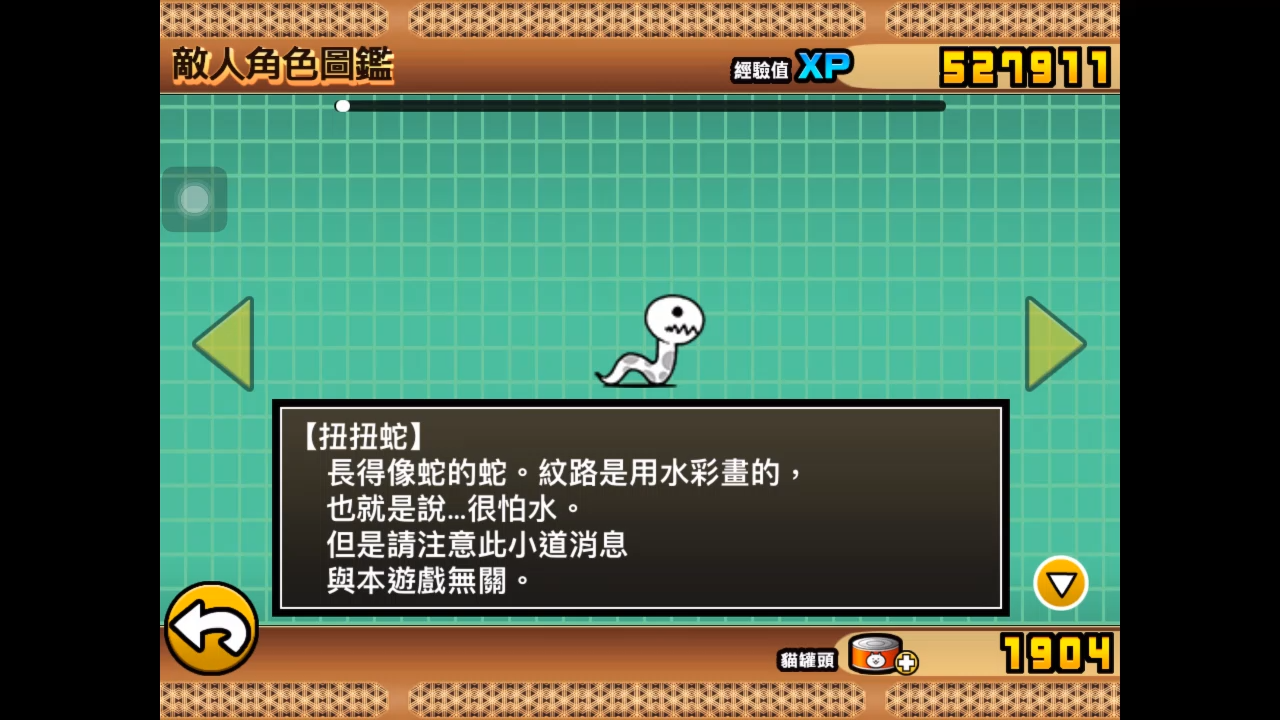 敵人角色圖鑑
經驗值 XP 527911
【扭扭蛇】
長得像蛇的蛇。紋路是用水彩畫的，
也就是說...很怕水。
但是請注意此小道消息
與本遊戲無關。
貓罐頭 1904